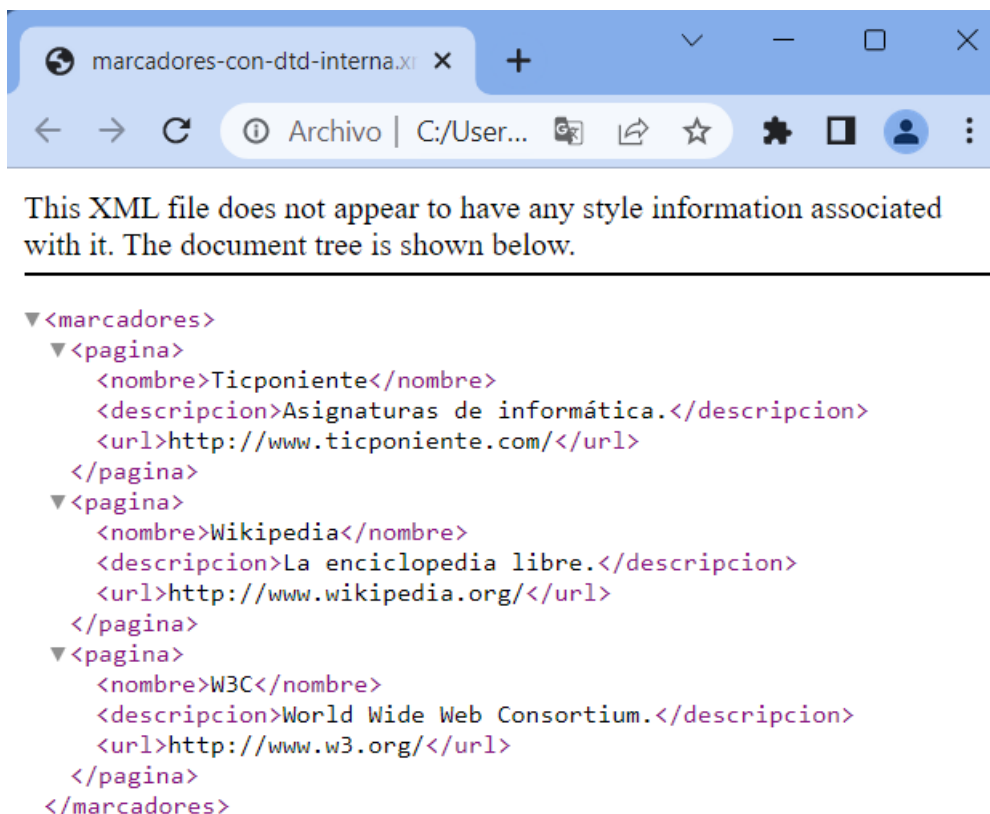 marcadores-con-dtd-interna.x
Archivo | C:/User...
This XML file does not appear to have any style information associated
with it. The document tree is shown below.
▼<marcadores>
▼<pagina>
<nombre>Ticponiente</nombre>
<descripcion>Asignaturas de informática.</descripcion>
<url>http://www.ticponiente.com/</url>
</pagina>
▼<pagina>
<nombre>Wikipedia</nombre>
<descripcion>La enciclopedia libre.</descripcion>
<url>http://www.wikipedia.org/</url>
</pagina>
▼<pagina>
<nombre>W3C</nombre>
<descripcion>World Wide Web Consortium.</descripcion>
<url>http://www.w3.org/</url>
</pagina>
</marcadores>